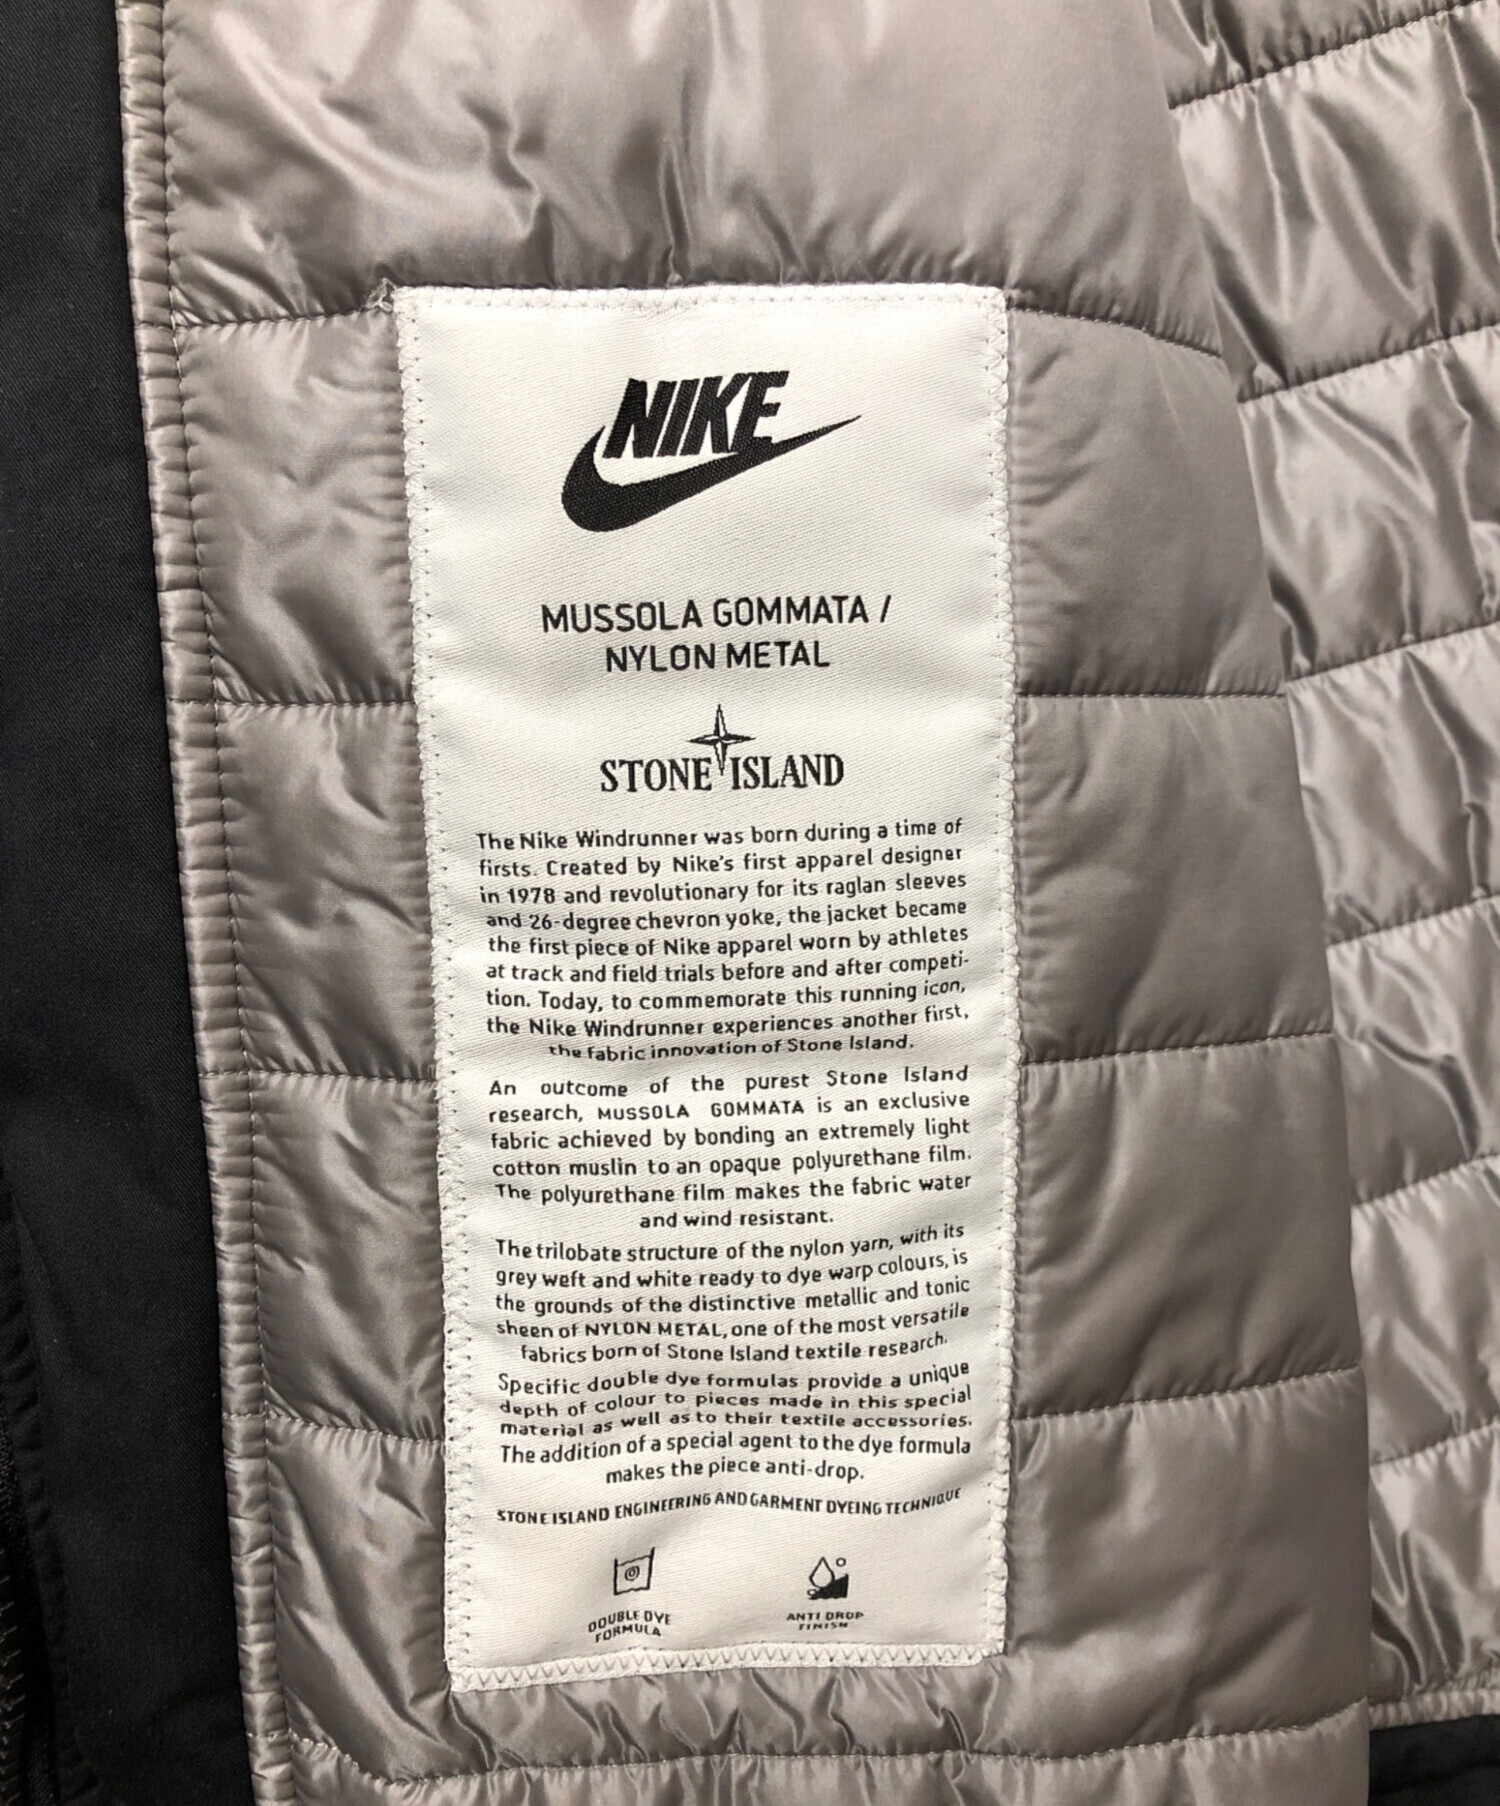 NIKE
MUSSOLA GOMMATA /
NYLON METAL
STONE ISLAND
The Nike Windrunner was born during a time of
firsts. Created by Nike's first apparel designer
in 1978 and revolutionary for its raglan sleeves
and 26-degree chevron yoke, the jacket became
the first piece of Nike apparel worn by athletes
at track and field trials before and after competi-
tion. Today, to commemorate this running icon,
the Nike Windrunner experiences another first,
the fabric innovation of Stone Island.
An outcome of the purest Stone Island
research, MUSSOLA GOMMATA is an exclusive
fabric achieved by bonding an extremely light
cotton muslin to an opaque polyurethane film.
The polyurethane film makes the fabric water
and wind resistant.
The trilobate structure of the nylon yarn, with its
grey weft and white ready to dye warp colours, is
the grounds of the distinctive metallic and tonic
sheen of NYLON METAL, one of the most versatile
fabrics born of Stone Island textile research.
Specific double dye formulas provide a unique
depth of colour to pieces made in this special
material as well as to their textile accessories.
The addition of a special agent to the dye formula
makes the piece anti-drop.
STONE ISLAND ENGINEERING AND GARMENT DYEING TECHNIQUE
DOUBLE DYE
FORMULA
ANTI DROP
FINISH